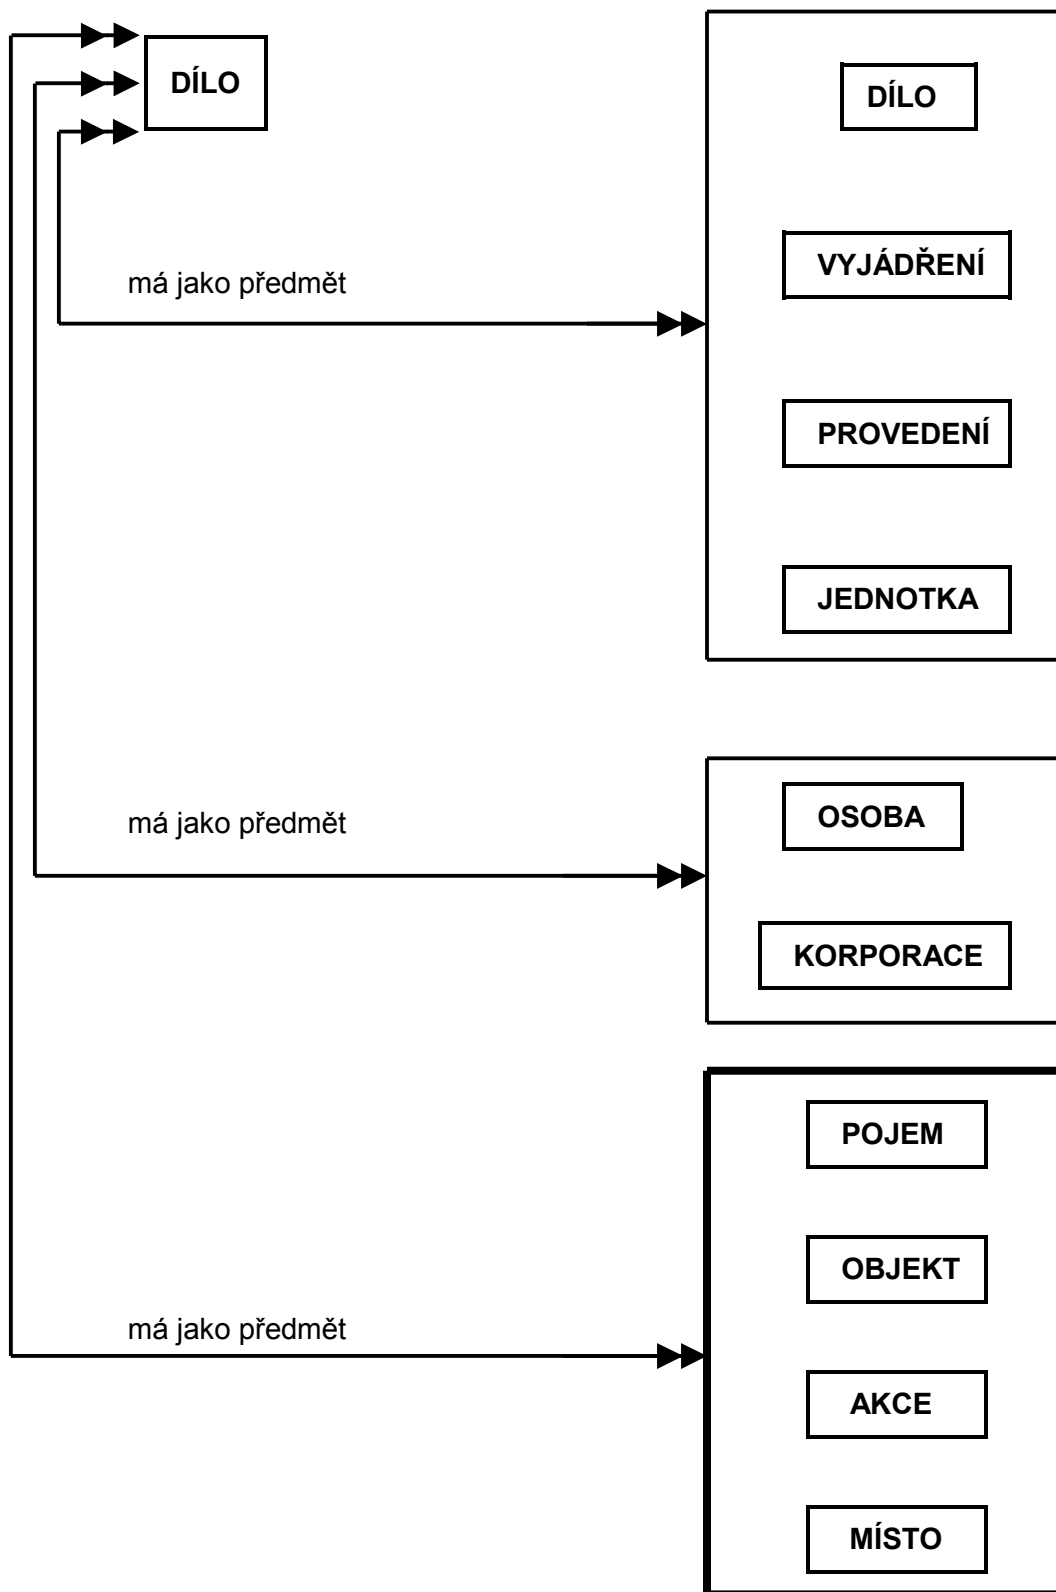 DÍLO
DÍLO
VYJÁDŘENÍ
má jako předmět
PROVEDENÍ
JEDNOTKA
OSOBA
má jako předmět
KORPORACE
POJEM
OBJEKT
má jako předmět
AKCE
MÍSTO